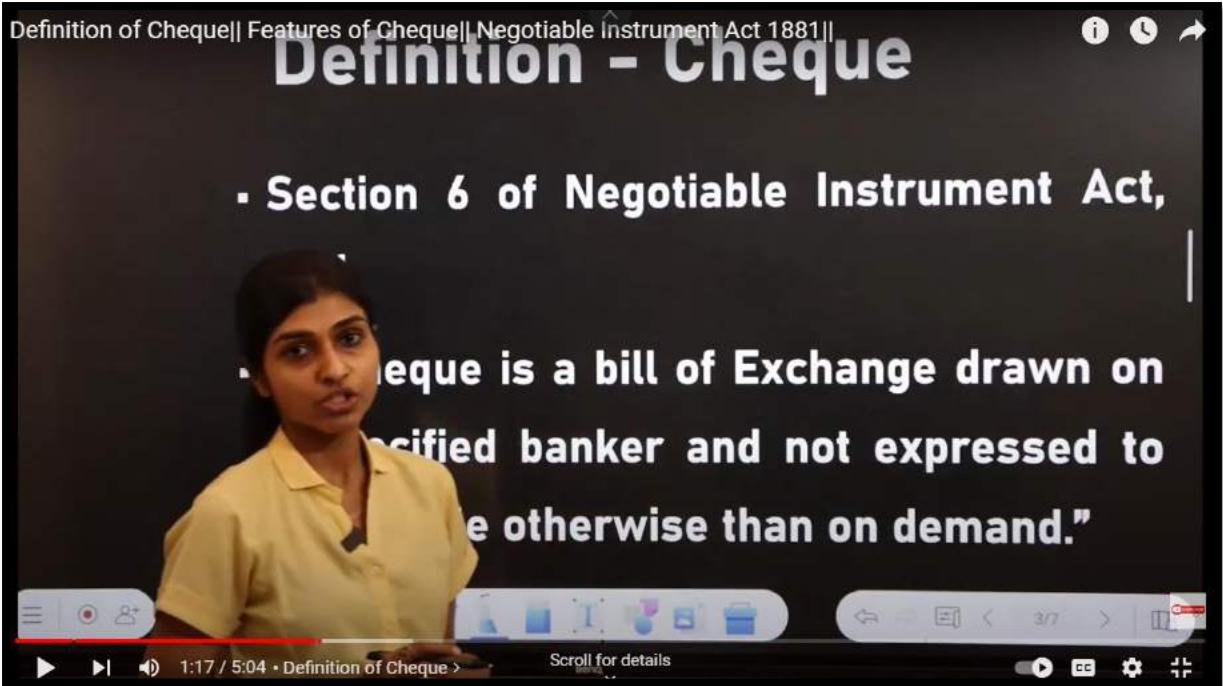 Definition of Cheque|| Features of Cheque|| Negotiable Instrument Act 1881||
Definition - Cheque
▪ Section 6 of Negotiable Instrument Act,
eque is a bill of Exchange drawn on
cified banker and not expressed to
e otherwise than on demand.”
3/7
1:17 / 5:04 • Definition of Cheque >
Scroll for details
CC